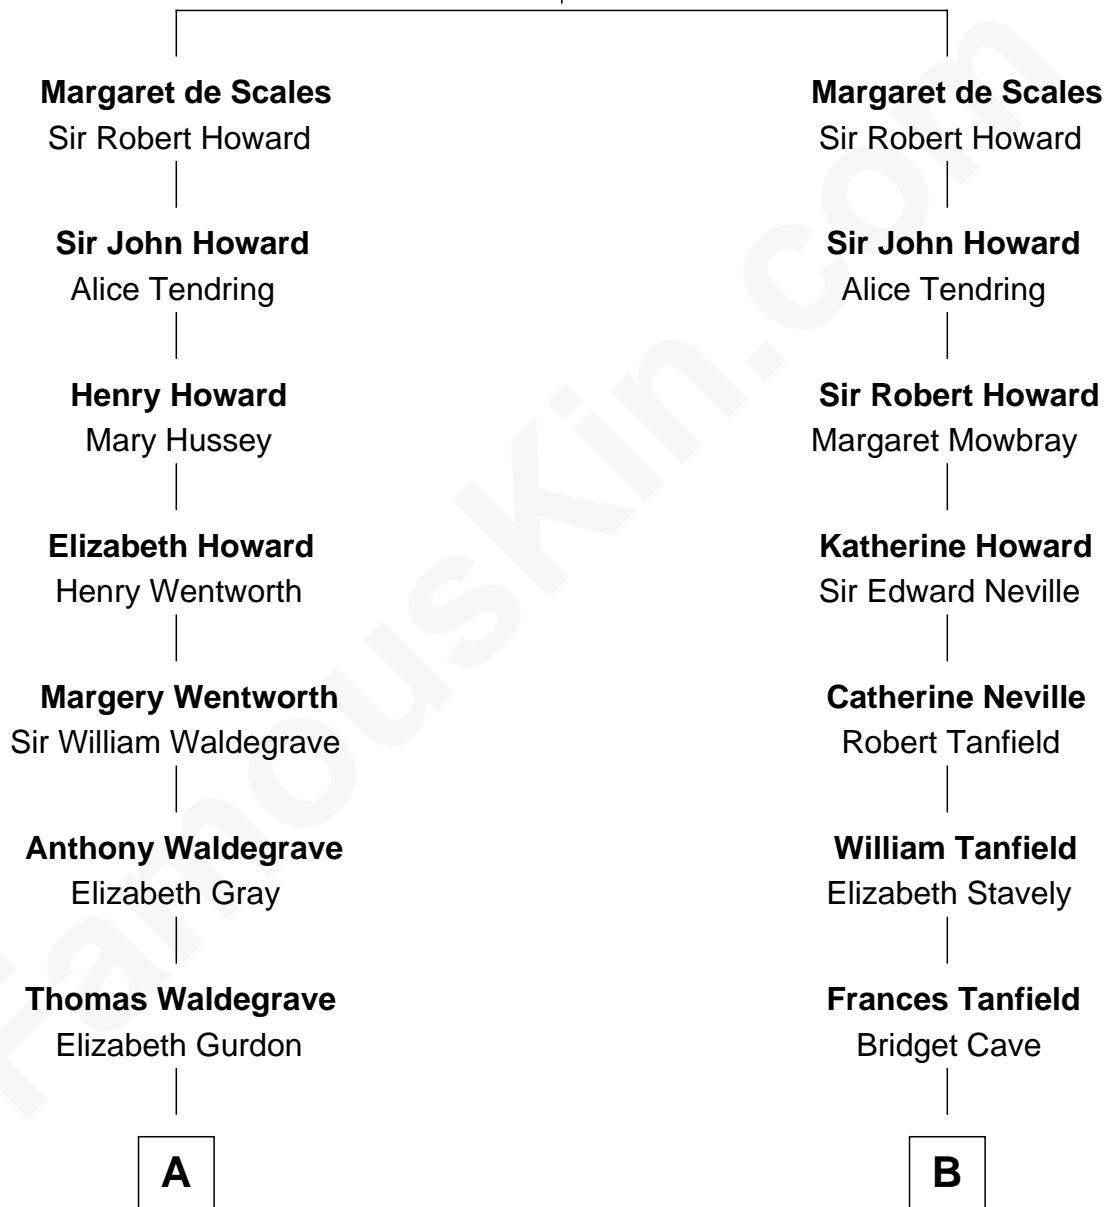 Margaret de Scales
Sir Robert Howard
Sir John Howard
Alice Tendring
Henry Howard
Mary Hussey
Elizabeth Howard
Henry Wentworth
Margery Wentworth
Sir William Waldegrave
Anthony Waldegrave
Elizabeth Gray
Thomas Waldegrave
Elizabeth Gurdon
A
Margaret de Scales
Sir Robert Howard
Sir John Howard
Alice Tendring
Sir Robert Howard
Margaret Mowbray
Katherine Howard
Sir Edward Neville
Catherine Neville
Robert Tanfield
William Tanfield
Elizabeth Stavely
Frances Tanfield
Bridget Cave
B
FamousKin.com